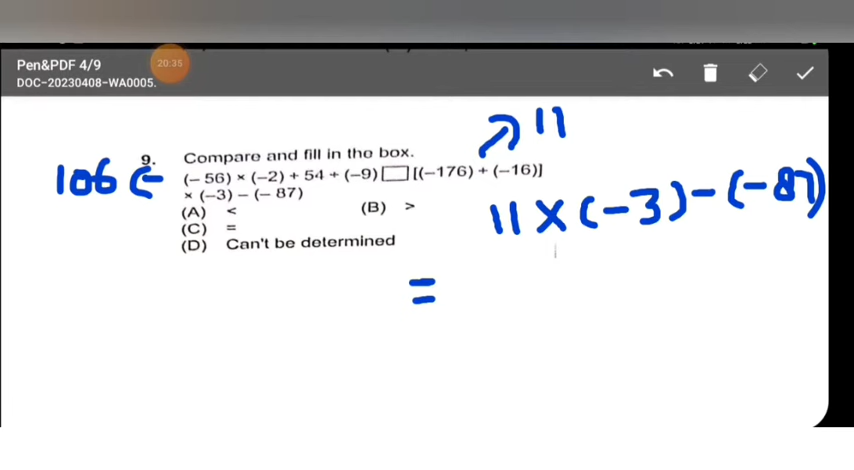 Pen&PDF 4/9
20:35
DOC-20230408-WA0005.
9. Compare and fill in the box.
(- 56) × (-2) + 54 + (-9) [(-176) + (-16)]
× (-3) - (- 87)
(A) <
(B) >
(C) =
(D) Can't be determined
106 ←
11
11 × (-3) - (-87)
=